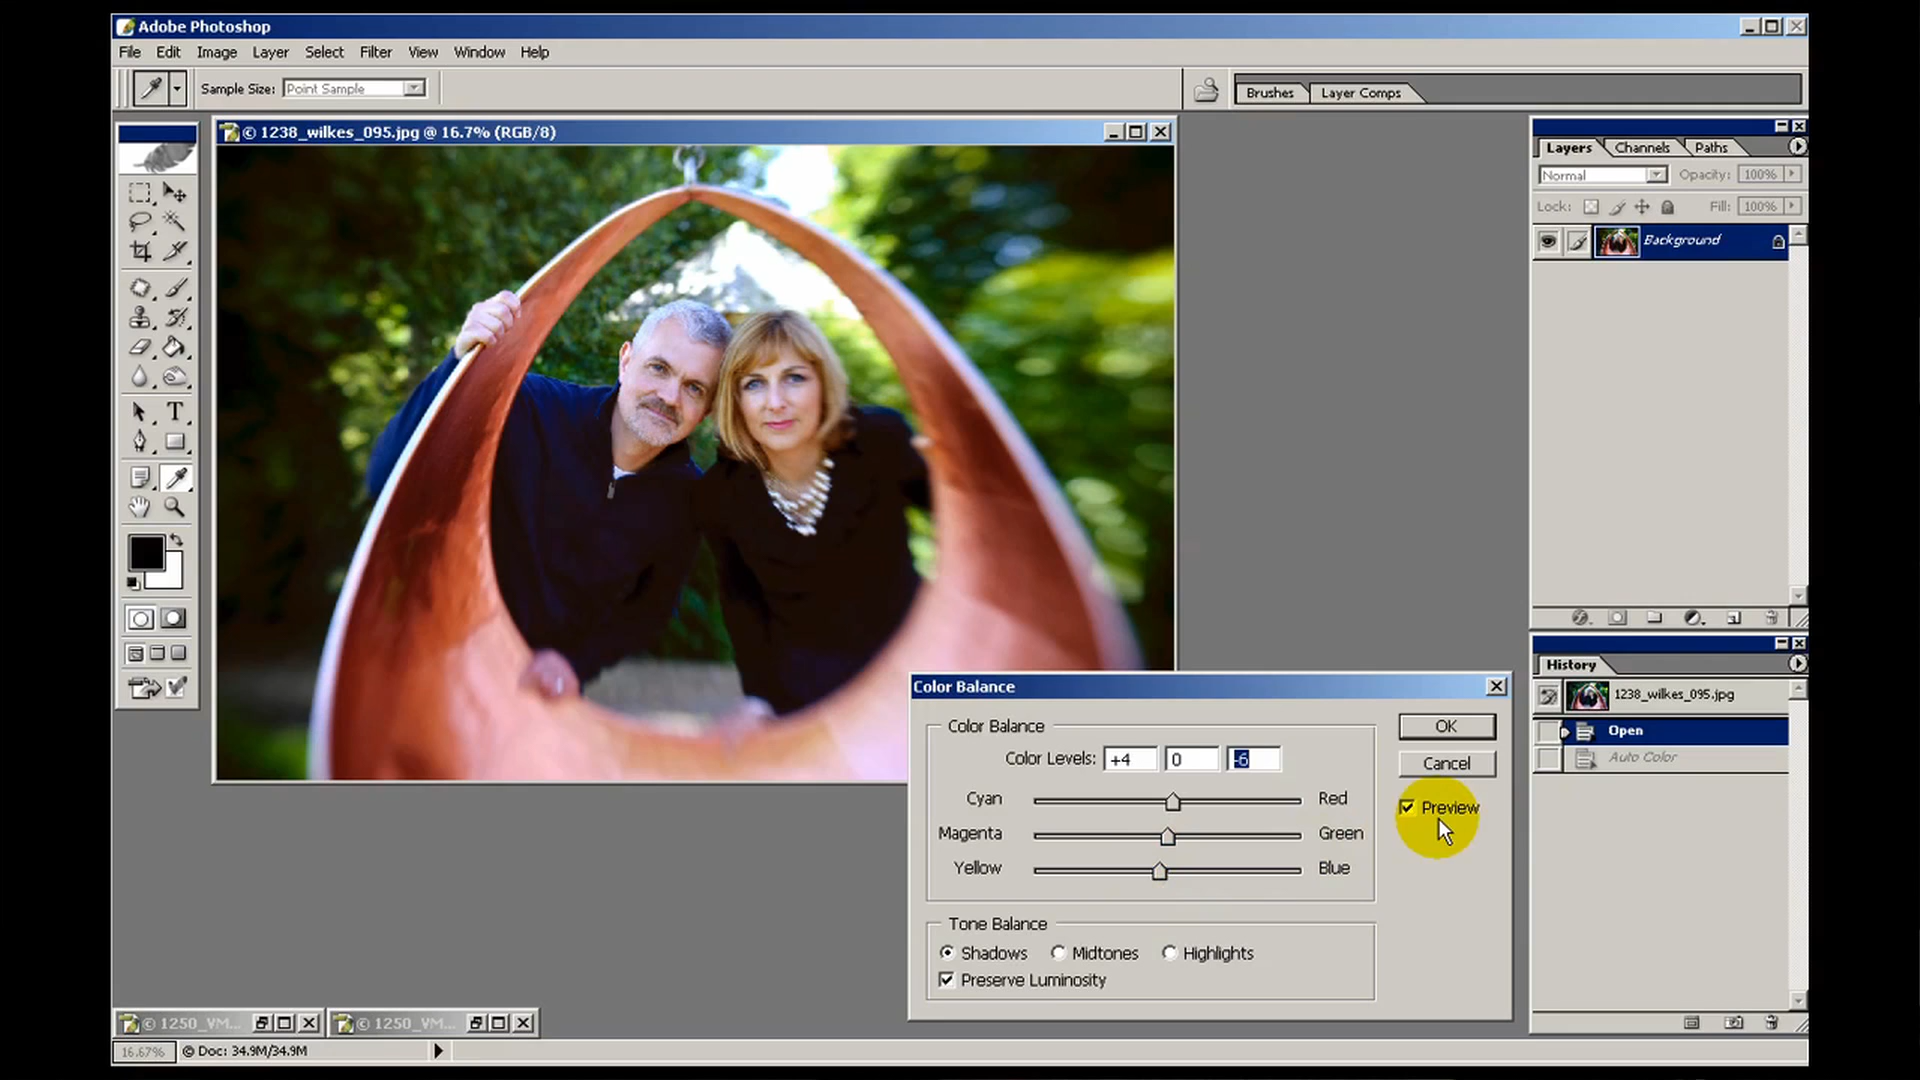 Adobe Photoshop
File Edit Image Layer Select Filter View Window Help
Sample Size: Point Sample
Brushes Layer Comps
© 1238_wilkes_095.jpg @ 16.7% (RGB/8)
Layers Channels Paths
Normal Opacity: 100%
Lock: Fill: 100%
Background
T
History
1238_wilkes_095.jpg
Open
Auto Color
Color Balance
Color Balance
Color Levels: +4 0 -6
Cyan Red
Magenta Green
Yellow Blue
OK
Cancel
Preview
Tone Balance
Shadows Midtones Highlights
Preserve Luminosity
© 1250_VM... © 1250_VM...
16.67% © Doc: 34.9M/34.9M